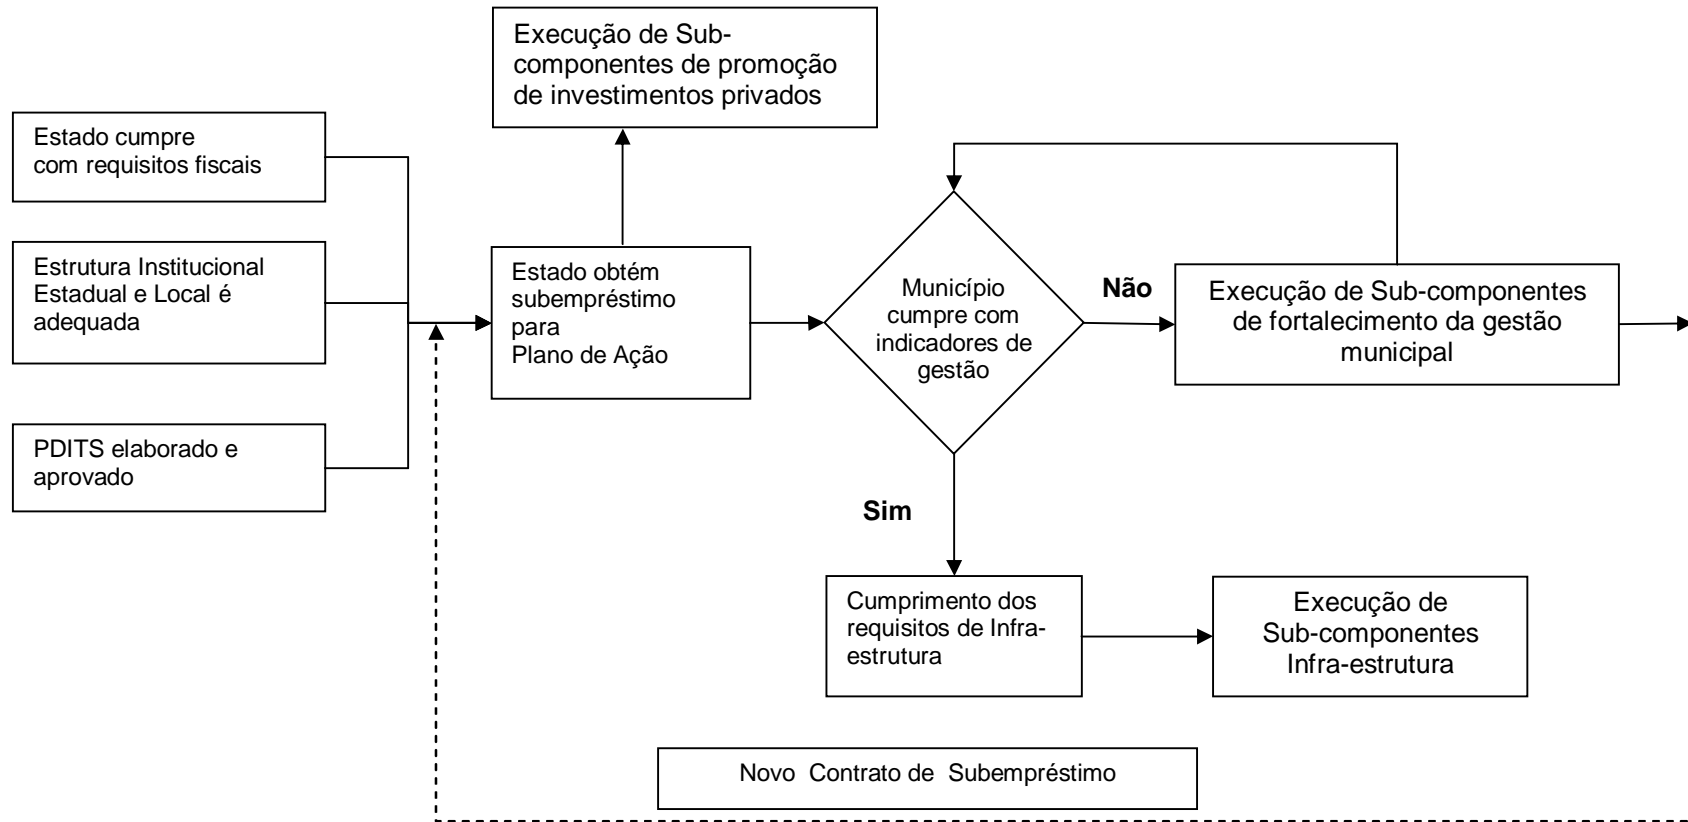 Execução de Sub-
componentes de promoção
de investimentos privados
Estado cumpre
com requisitos fiscais
Estrutura Institucional
Estadual e Local é
adequada
PDITS elaborado e
aprovado
Estado obtém
subempréstimo
para
Plano de Ação
Município
cumpre com
indicadores de
gestão
Não
Execução de Sub-componentes
de fortalecimento da gestão
municipal
Sim
Cumprimento dos
requisitos de Infra-
estrutura
Execução de
Sub-componentes
Infra-estrutura
Novo Contrato de Subempréstimo